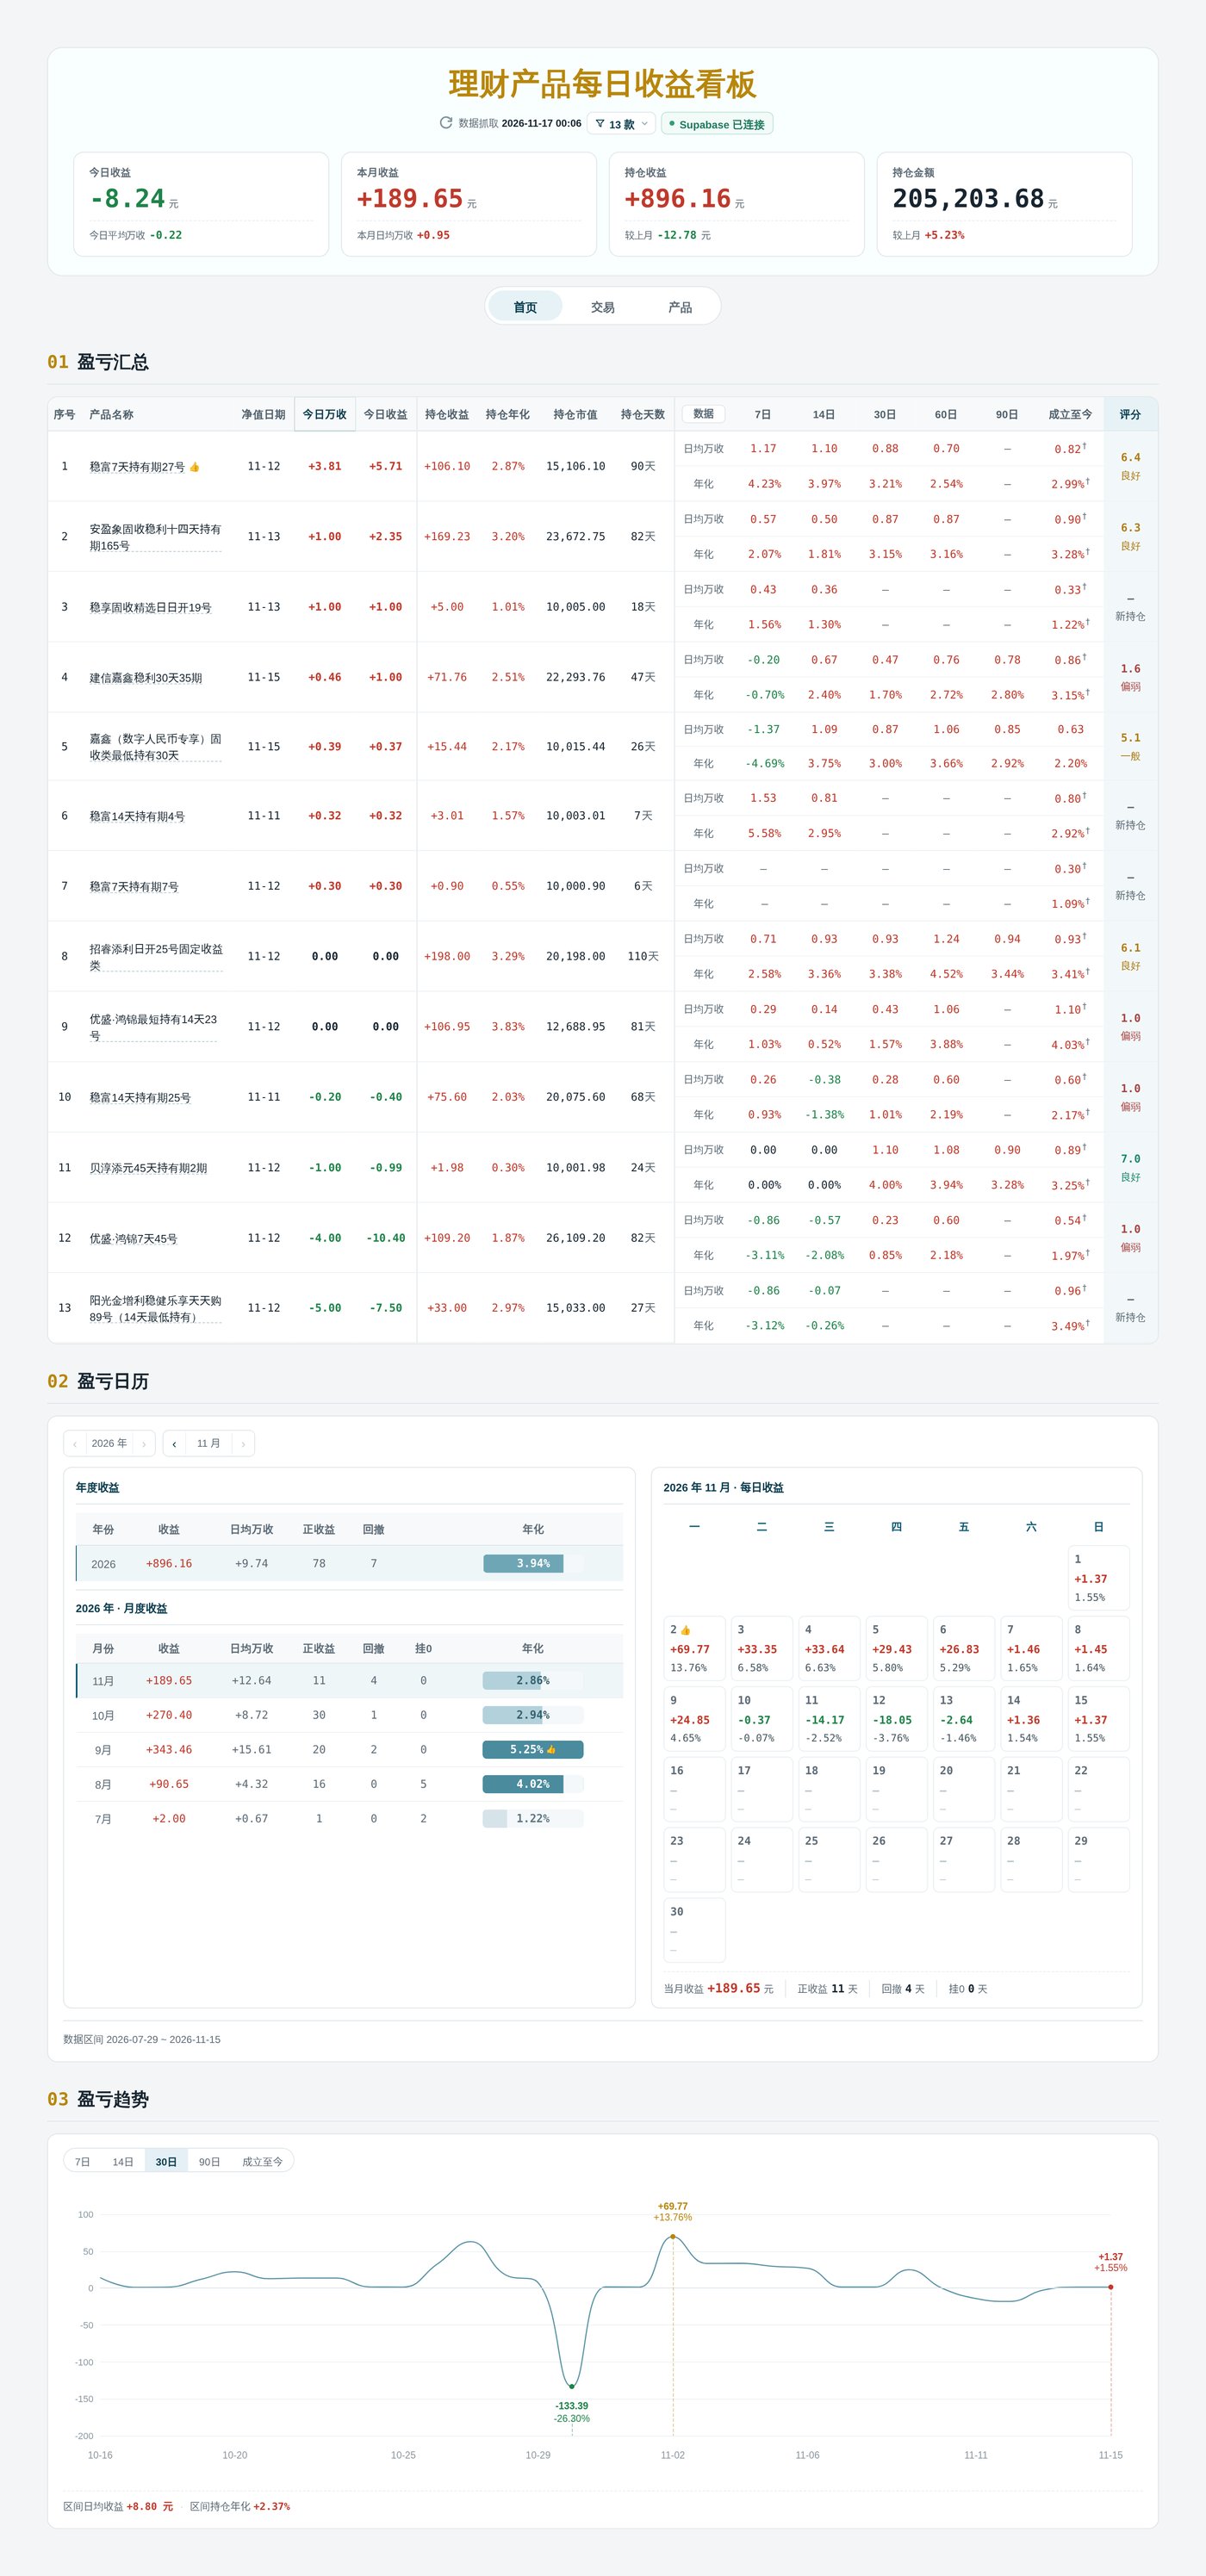 理财产品每日收益看板
数据抓取 2026-11-17 00:06 13 款 Supabase 已连接
今日收益 本月收益 持仓收益 持仓金额
-8.24 元 +189.65 元 +896.16 元 205,203.68 元
今日平均万收 -0.22 本月日均万收 +0.95 较上月 -12.78 元 较上月 +5.23%
首页 交易 产品
01 盈亏汇总
序号 产品名称 净值日期 今日万收 今日收益 持仓收益 持仓年化 持仓市值 持仓天数 数据 7日 14日 30日 60日 90日 成立至今 评分
日均万收 1.17 1.10 0.88 0.70 — 0.82†
1 稳富7天持有期27号 👍 11-12 +3.81 +5.71 +106.10 2.87% 15,106.10 90天 6.4 良好
年化 4.23% 3.97% 3.21% 2.54% — 2.99%†
日均万收 0.57 0.50 0.87 0.87 — 0.90†
2 安盈象固收稳利十四天持有
期165号 11-13 +1.00 +2.35 +169.23 3.20% 23,672.75 82天 6.3 良好
年化 2.07% 1.81% 3.15% 3.16% — 3.28%†
日均万收 0.43 0.36 — — — 0.33†
3 稳享固收精选日日开19号 11-13 +1.00 +1.00 +5.00 1.01% 10,005.00 18天 — 新持仓
年化 1.56% 1.30% — — — 1.22%†
日均万收 -0.20 0.67 0.47 0.76 0.78 0.86†
4 建信嘉鑫稳利30天35期 11-15 +0.46 +1.00 +71.76 2.51% 22,293.76 47天 1.6 偏弱
年化 -0.70% 2.40% 1.70% 2.72% 2.80% 3.15%†
日均万收 -1.37 1.09 0.87 1.06 0.85 0.63
5 嘉鑫（数字人民币专享）固
收类最低持有30天 11-15 +0.39 +0.37 +15.44 2.17% 10,015.44 26天 5.1 一般
年化 -4.69% 3.75% 3.00% 3.66% 2.92% 2.20%
日均万收 1.53 0.81 — — — 0.80†
6 稳富14天持有期4号 11-11 +0.32 +0.32 +3.01 1.57% 10,003.01 7天 — 新持仓
年化 5.58% 2.95% — — — 2.92%†
日均万收 — — — — — 0.30†
7 稳富7天持有期7号 11-12 +0.30 +0.30 +0.90 0.55% 10,000.90 6天 — 新持仓
年化 — — — — — 1.09%†
日均万收 0.71 0.93 0.93 1.24 0.94 0.93†
8 招睿添利日开25号固定收益
类 11-12 0.00 0.00 +198.00 3.29% 20,198.00 110天 6.1 良好
年化 2.58% 3.36% 3.38% 4.52% 3.44% 3.41%†
日均万收 0.29 0.14 0.43 1.06 — 1.10†
9 优盛·鸿锦最短持有14天23
号 11-12 0.00 0.00 +106.95 3.83% 12,688.95 81天 1.0 偏弱
年化 1.03% 0.52% 1.57% 3.88% — 4.03%†
日均万收 0.26 -0.38 0.28 0.60 — 0.60†
10 稳富14天持有期25号 11-11 -0.20 -0.40 +75.60 2.03% 20,075.60 68天 1.0 偏弱
年化 0.93% -1.38% 1.01% 2.19% — 2.17%†
日均万收 0.00 0.00 1.10 1.08 0.90 0.89†
11 贝淳添元45天持有期2期 11-12 -1.00 -0.99 +1.98 0.30% 10,001.98 24天 7.0 良好
年化 0.00% 0.00% 4.00% 3.94% 3.28% 3.25%†
日均万收 -0.86 -0.57 0.23 0.60 — 0.54†
12 优盛·鸿锦7天45号 11-12 -4.00 -10.40 +109.20 1.87% 26,109.20 82天 1.0 偏弱
年化 -3.11% -2.08% 0.85% 2.18% — 1.97%†
日均万收 -0.86 -0.07 — — — 0.96†
13 阳光金增利稳健乐享天天购
89号（14天最低持有） 11-12 -5.00 -7.50 +33.00 2.97% 15,033.00 27天 — 新持仓
年化 -3.12% -0.26% — — — 3.49%†
02 盈亏日历
‹ 2026 年 › ‹ 11 月 ›
年度收益
年份 收益 日均万收 正收益 回撤 年化
2026 +896.16 +9.74 78 7 3.94%
2026 年 · 月度收益
月份 收益 日均万收 正收益 回撤 挂0 年化
11月 +189.65 +12.64 11 4 0 2.86%
10月 +270.40 +8.72 30 1 0 2.94%
9月 +343.46 +15.61 20 2 0 5.25% 👍
8月 +90.65 +4.32 16 0 5 4.02%
7月 +2.00 +0.67 1 0 2 1.22%
2026 年 11 月 · 每日收益
一 二 三 四 五 六 日
1
+1.37
1.55%
2 👍 3 4 5 6 7 8
+69.77 +33.35 +33.64 +29.43 +26.83 +1.46 +1.45
13.76% 6.58% 6.63% 5.80% 5.29% 1.65% 1.64%
9 10 11 12 13 14 15
+24.85 -0.37 -14.17 -18.05 -2.64 +1.36 +1.37
4.65% -0.07% -2.52% -3.76% -1.46% 1.54% 1.55%
16 17 18 19 20 21 22
— — — — — — —
— — — — — — —
23 24 25 26 27 28 29
— — — — — — —
— — — — — — —
30
—
—
当月收益 +189.65 元 正收益 11 天 回撤 4 天 挂0 0 天
数据区间 2026-07-29 ~ 2026-11-15
03 盈亏趋势
7日 14日 30日 90日 成立至今
+69.77
+13.76%
100
50
+1.37
+1.55%
0
-50
-100
-150
-133.39
-26.30%
-200
10-16 10-20 10-25 10-29 11-02 11-06 11-11 11-15
区间日均收益 +8.80 元 · 区间持仓年化 +2.37%